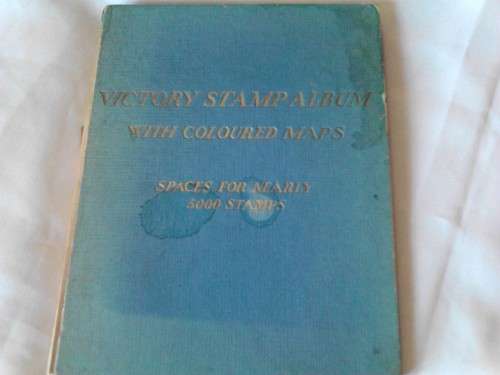 VICTORY STAMP ALBUM
WITH COLOURED MAPS
SPACES FOR NEARLY
5000 STAMPS